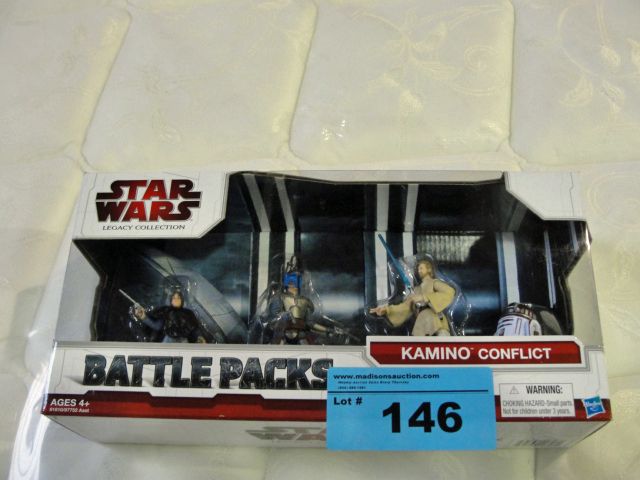 STAR
WARS
LEGACY COLLECTION
BATTLE PACKS
KAMINO CONFLICT
www.madisonsauction.com
Lot #
146
AGES 4+
WARNING:
CHOKING HAZARD-Small parts
Not for children under 3 years.
Hasbro
STAR